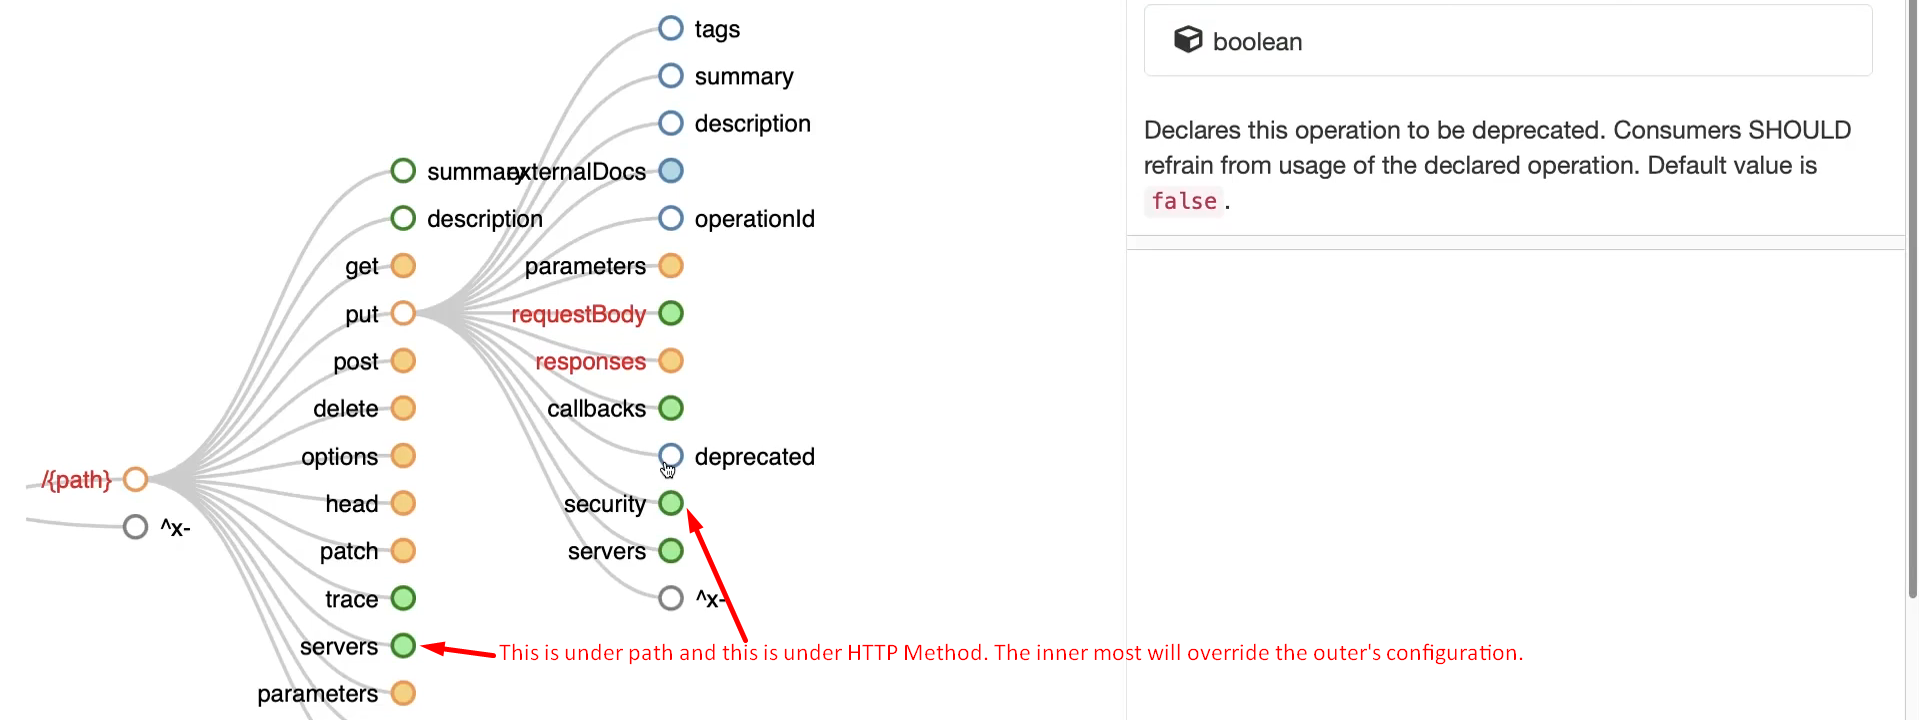 tags
summary
description
summary
externalDocs
description
operationId
get
parameters
put
requestBody
post
responses
delete
callbacks
options
deprecated
/{path}
head
security
^x-
patch
servers
trace
^x-
servers
This is under path and this is under HTTP Method. The inner most will override the outer's configuration.
parameters
boolean
Declares this operation to be deprecated. Consumers SHOULD
refrain from usage of the declared operation. Default value is
false.